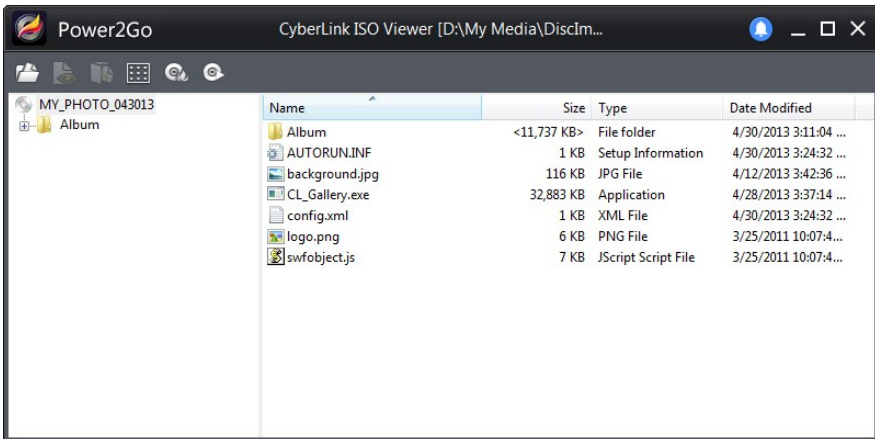 Power2Go CyberLink ISO Viewer [D:\My Media\DiscIm...
MY_PHOTO_043013
Album
Name Size Type Date Modified
Album <11,737 KB> File folder 4/30/2013 3:11:04 ...
AUTORUN.INF 1 KB Setup Information 4/30/2013 3:24:32 ...
background.jpg 116 KB JPG File 4/12/2013 3:42:36 ...
CL_Gallery.exe 32,883 KB Application 4/28/2013 3:37:14 ...
config.xml 1 KB XML File 4/30/2013 3:24:32 ...
logo.png 6 KB PNG File 3/25/2011 10:07:4...
swfobject.js 7 KB JScript Script File 3/25/2011 10:07:4...